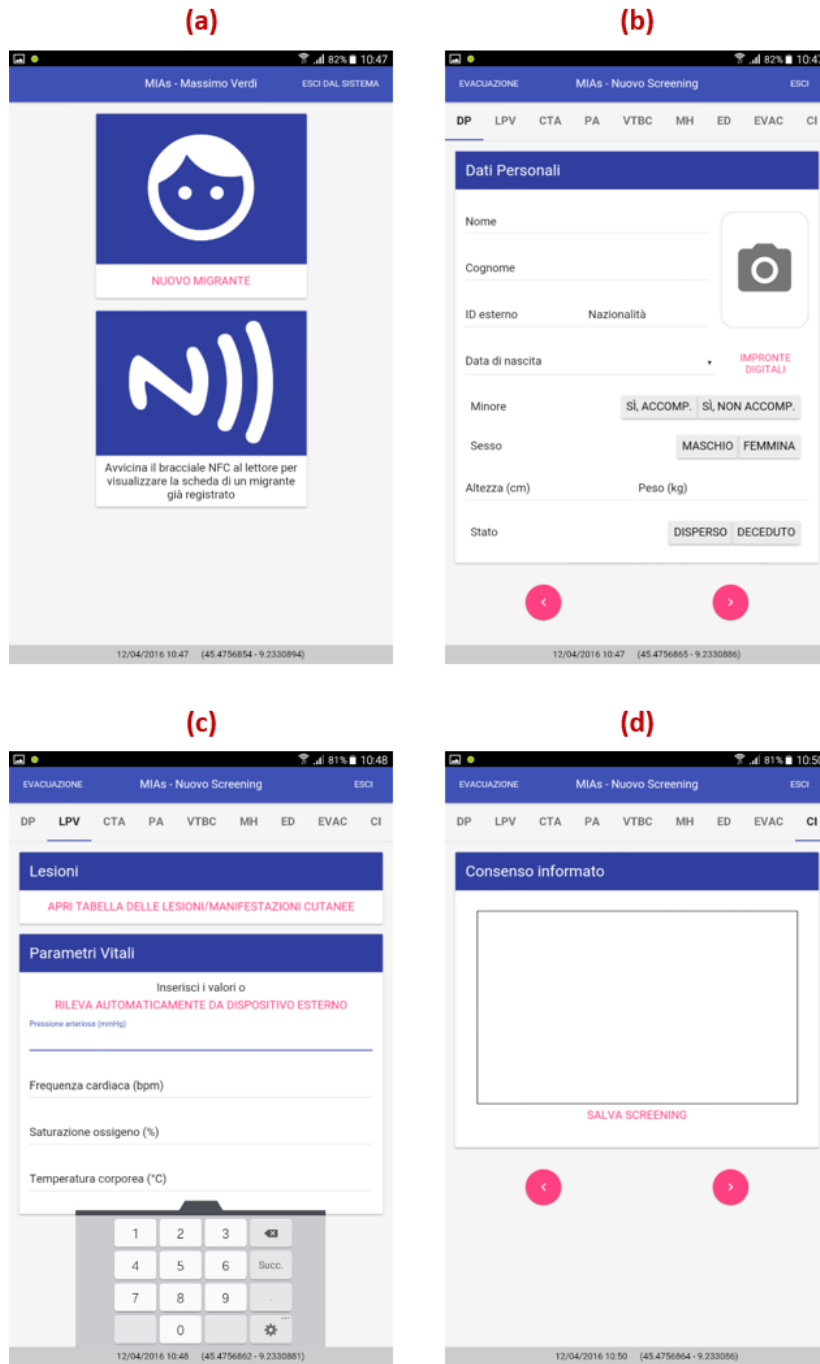 (a)
82% 10:47
MIAs - Massimo Verdi ESCI DAL SISTEMA
NUOVO MIGRANTE
Avvicina il bracciale NFC al lettore per
visualizzare la scheda di un migrante
già registrato
12/04/2016 10:47 (45.4756854 - 9.2330894)
(b)
82% 10:47
EVACUAZIONE MIAs - Nuovo Screening ESCI
DP LPV CTA PA VTBC MH ED EVAC CI
Dati Personali
Nome
Cognome
ID esterno Nazionalità
Data di nascita
IMPRONTE
DIGITALI
Minore SÌ, ACCOMP. SÌ, NON ACCOMP.
Sesso MASCHIO FEMMINA
Altezza (cm) Peso (kg)
Stato DISPERSO DECEDUTO
12/04/2016 10:47 (45.4756865 - 9.2330886)
(c)
81% 10:48
EVACUAZIONE MIAs - Nuovo Screening ESCI
DP LPV CTA PA VTBC MH ED EVAC CI
Lesioni
APRI TABELLA DELLE LESIONI/MANIFESTAZIONI CUTANEE
Parametri Vitali
Inserisci i valori o
RILEVA AUTOMATICAMENTE DA DISPOSITIVO ESTERNO
Pressione arteriosa (mmHg)
Frequenza cardiaca (bpm)
Saturazione ossigeno (%)
Temperatura corporea (°C)
1 2 3
4 5 6 Succ.
7 8 9 .
0
12/04/2016 10:48 (45.4756862 - 9.2330881)
(d)
81% 10:50
EVACUAZIONE MIAs - Nuovo Screening ESCI
DP LPV CTA PA VTBC MH ED EVAC CI
Consenso informato
SALVA SCREENING
12/04/2016 10:50 (45.4756864 - 9.233086)